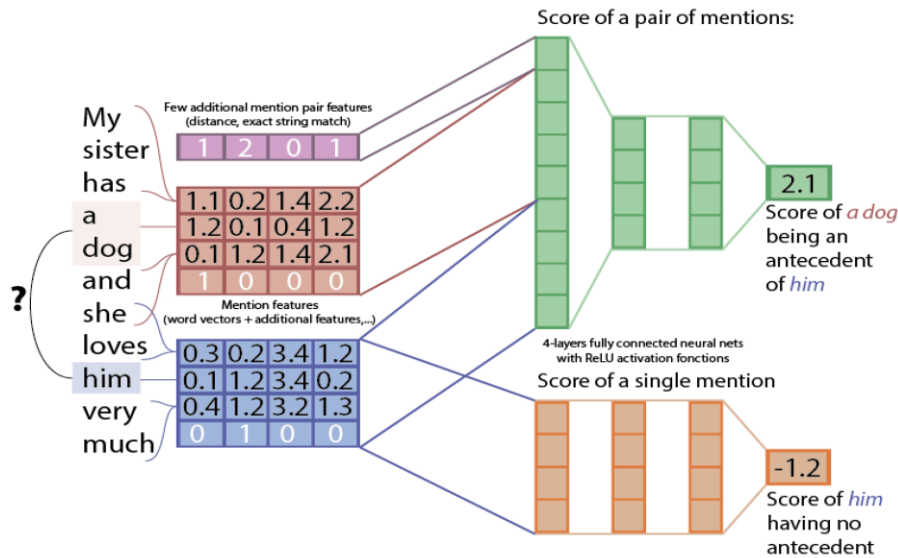 Score of a pair of mentions:
Few additional mention pair features
(distance, exact string match)
1 2 0 1
My
sister
has
a
dog
and
she
loves
him
very
much
?
1.1 0.2 1.4 2.2
1.2 0.1 0.4 1.2
0.1 1.2 1.4 2.1
1 0 0 0
Mention features
(word vectors + additional features,...)
0.3 0.2 3.4 1.2
0.1 1.2 3.4 0.2
0.4 1.2 3.2 1.3
0 1 0 0
2.1
Score of a dog
being an
antecedent
of him
4-layers fully connected neural nets
with ReLU activation fonctions
Score of a single mention
-1.2
Score of him
having no
antecedent